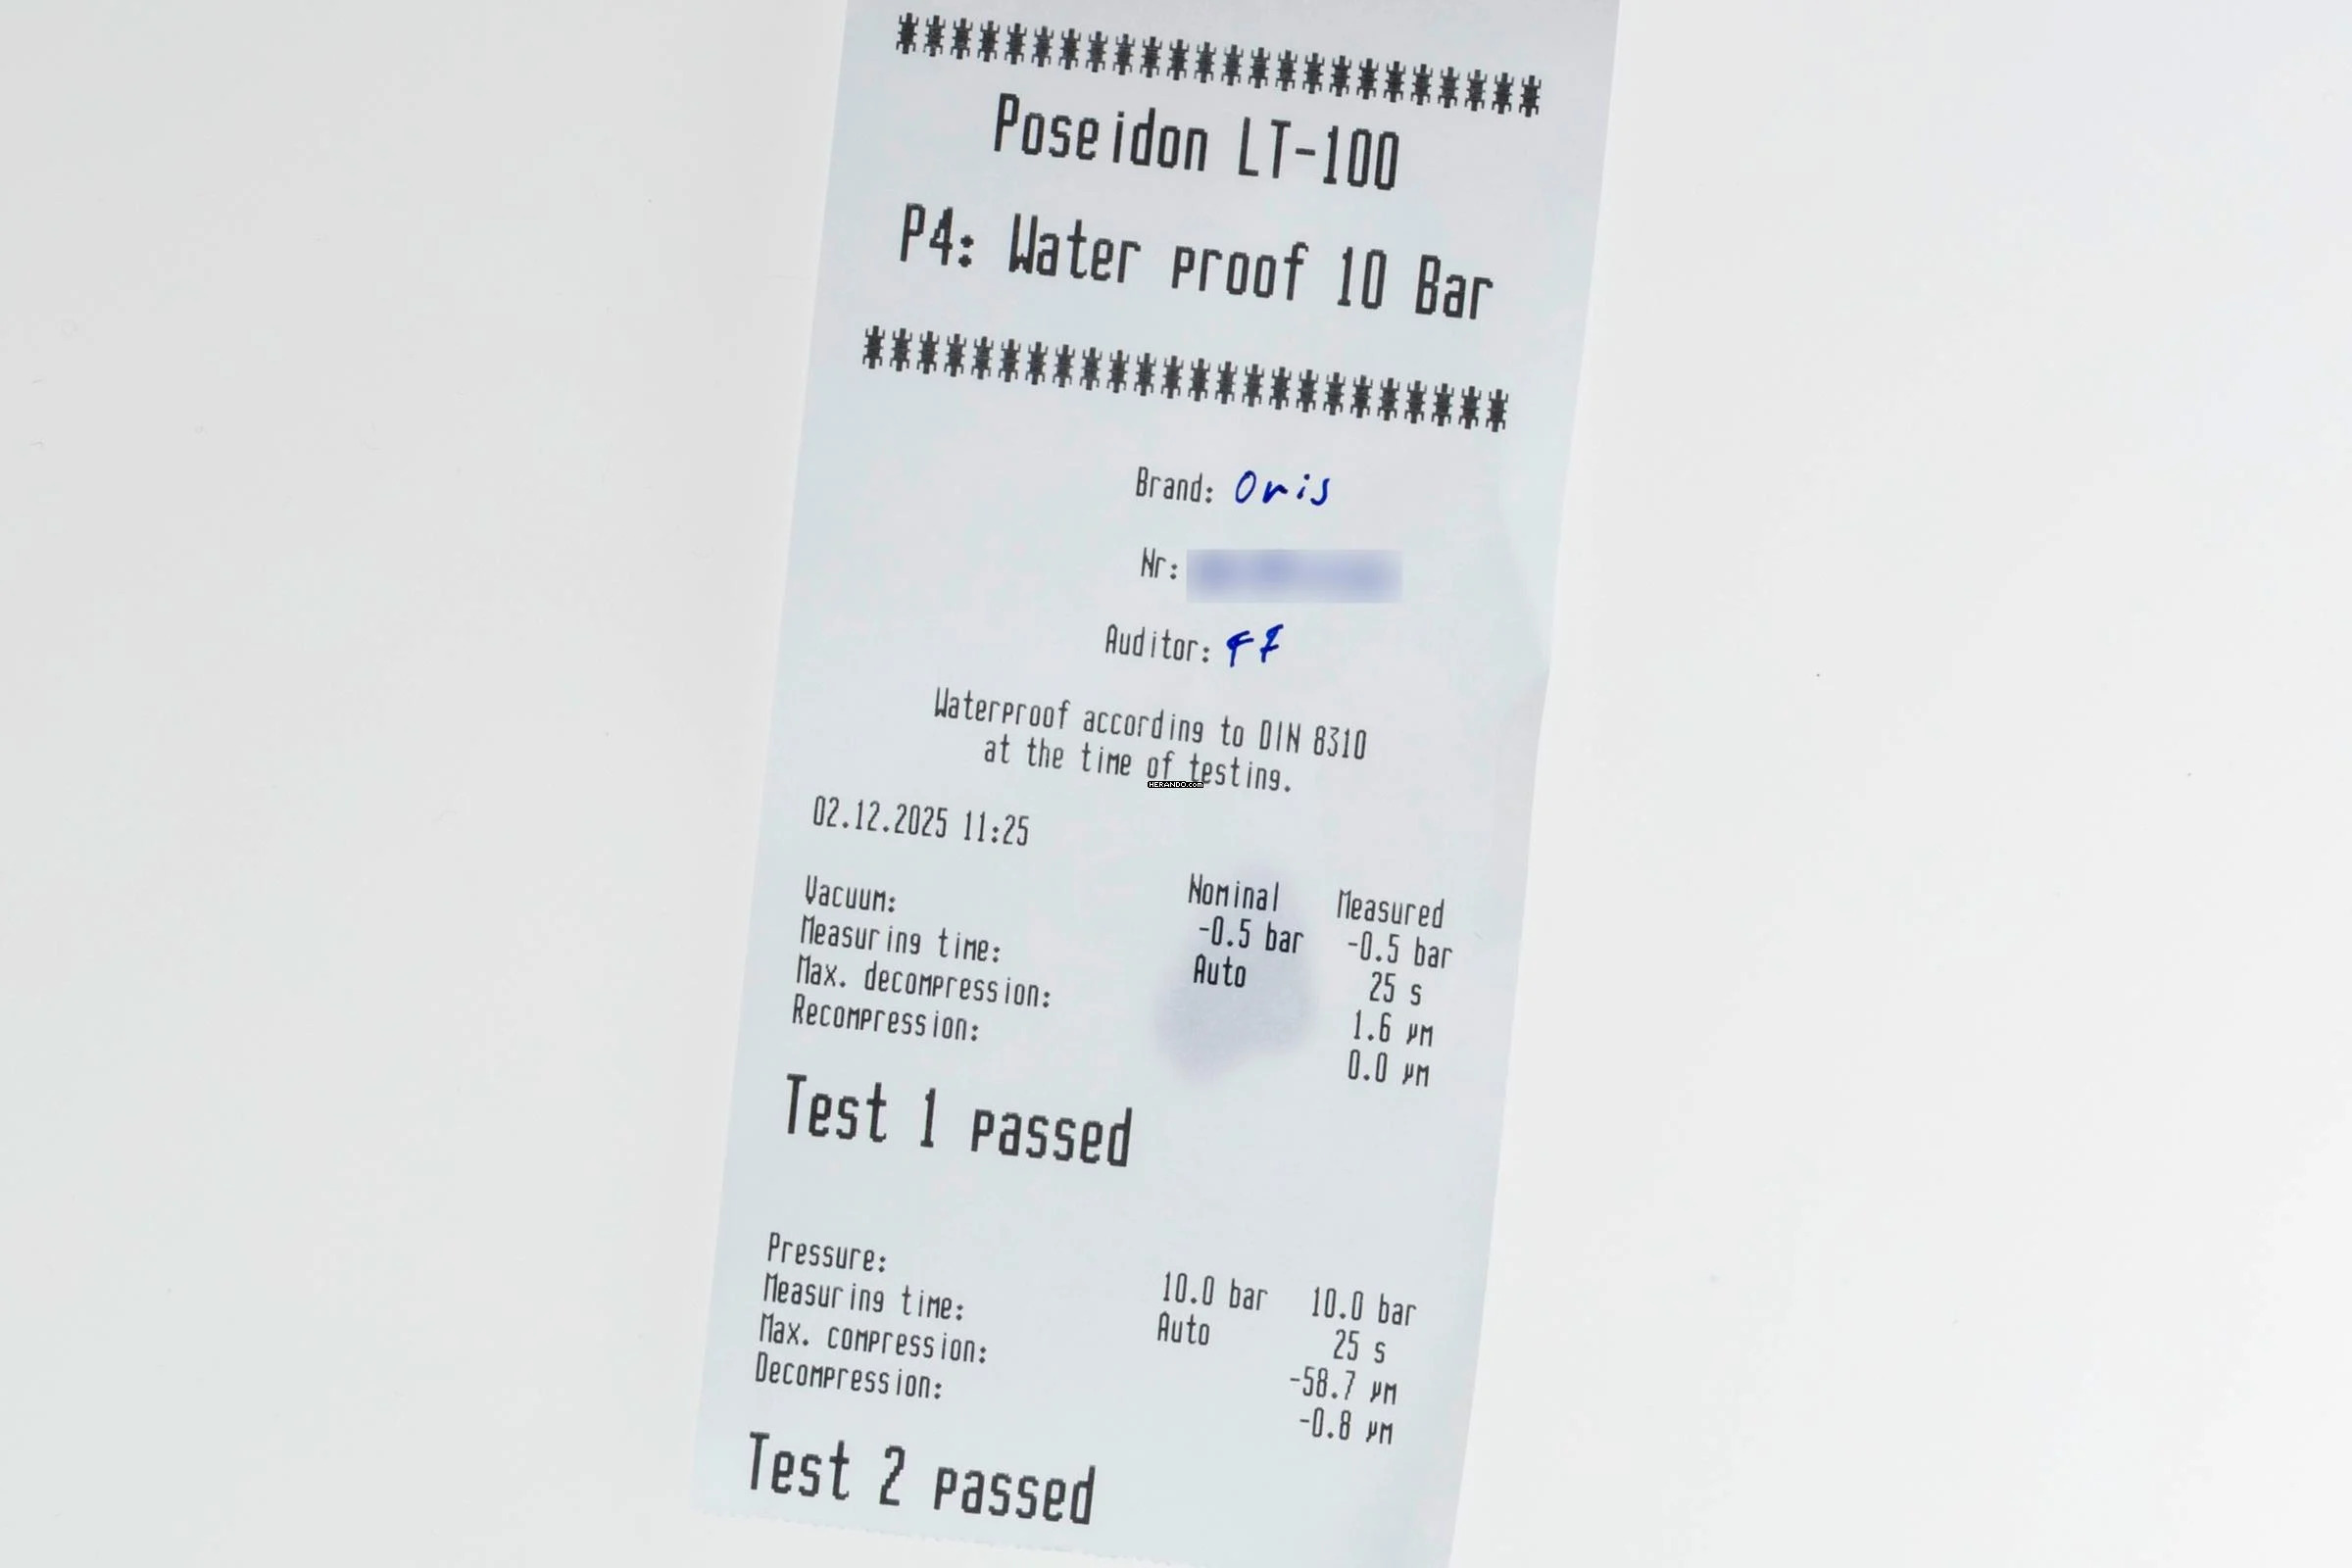 ************************
Poseidon LT-100
P4: Water proof 10 Bar
************************
Brand: Oris
Nr:
Auditor: FF
Waterproof according to DIN 8310
at the time of testing.
HERANDO.com
02.12.2025 11:25
Nominal Measured
Vacuum: -0.5 bar -0.5 bar
Measuring time: Auto 25 s
Max. decompression: 1.6 µm
Recompression: 0.0 µm
Test 1 passed
Pressure: 10.0 bar 10.0 bar
Measuring time: Auto 25 s
Max. compression: -58.7 µm
Decompression: -0.8 µm
Test 2 passed